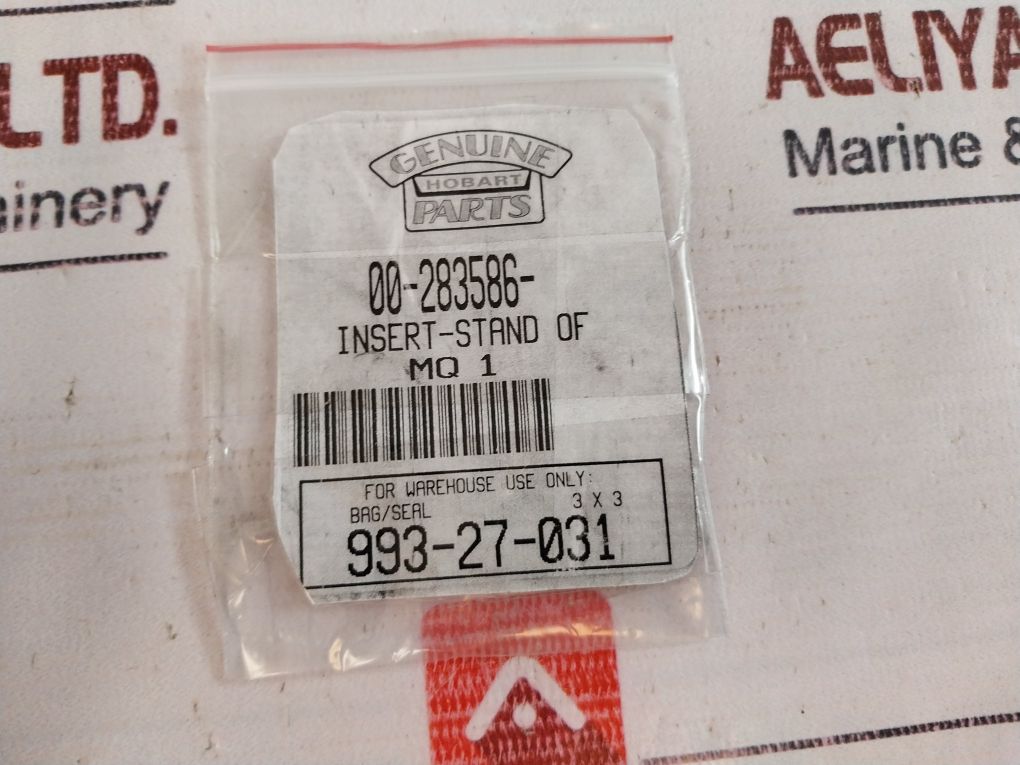 LTD.
AELIYA
Marine &
inery
GENUINE
HOBART
PARTS
00-283586-
INSERT-STAND OF
MQ 1
FOR WAREHOUSE USE ONLY:
BAG/SEAL 3 X 3
993-27-031